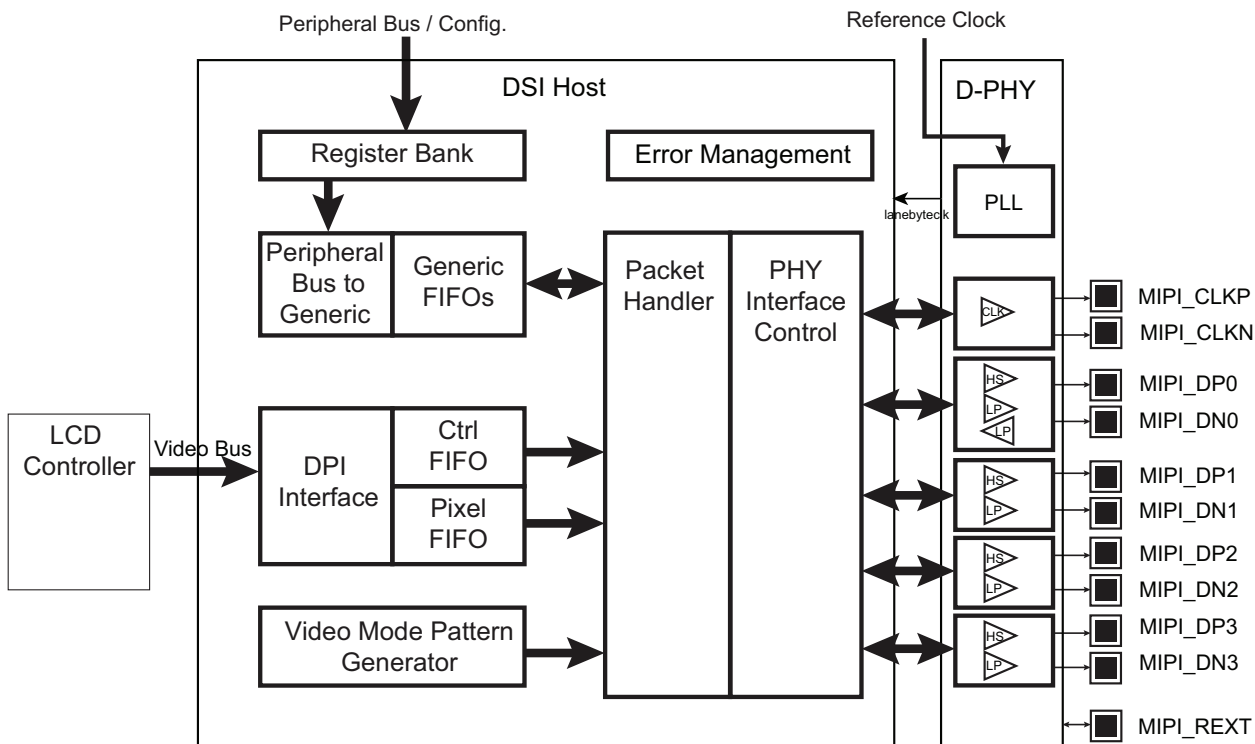 Peripheral Bus / Config.
Reference Clock
DSI Host
D-PHY
Register Bank
Error Management
PLL
lanebyteclk
Peripheral
Bus to
Generic
Generic
FIFOs
Packet
Handler
PHY
Interface
Control
CLK
MIPI_CLKP
MIPI_CLKN
HS
LP
LP
MIPI_DP0
MIPI_DN0
LCD
Controller
Video Bus
DPI
Interface
Ctrl
FIFO
Pixel
FIFO
HS
LP
MIPI_DP1
MIPI_DN1
HS
LP
MIPI_DP2
MIPI_DN2
Video Mode Pattern
Generator
HS
LP
MIPI_DP3
MIPI_DN3
MIPI_REXT